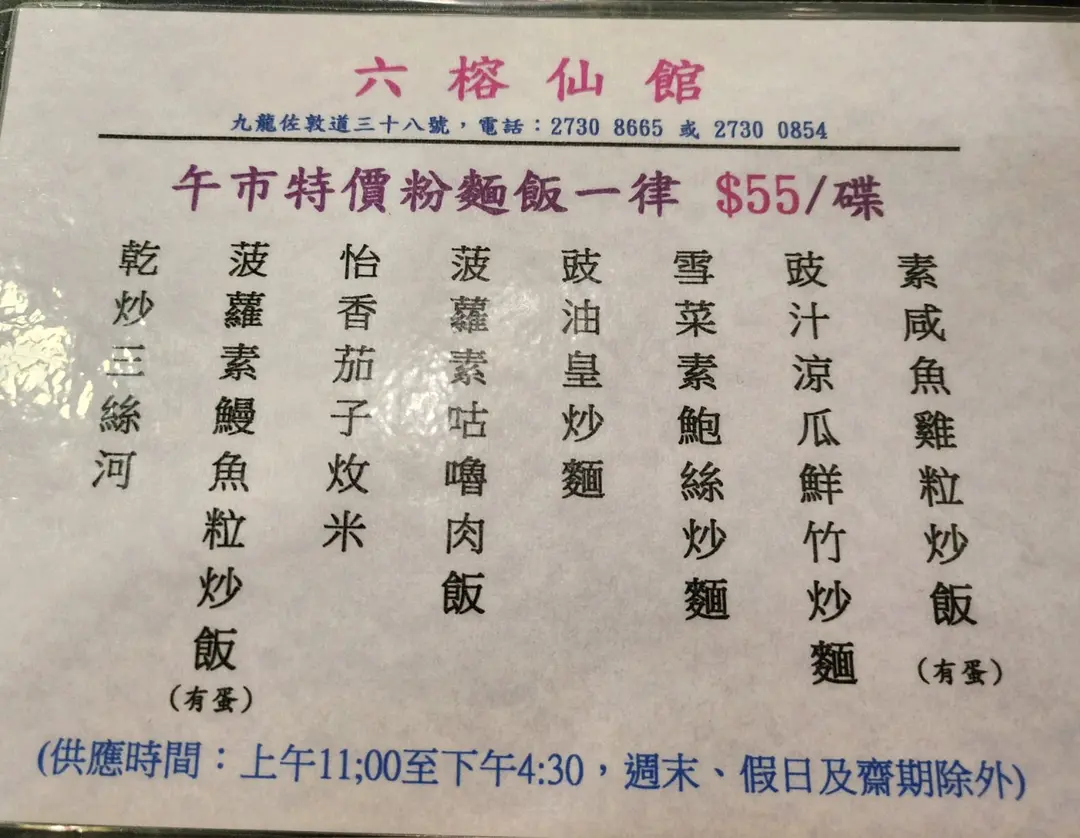 六榕仙館
九龍佐敦道三十八號，電話：2730 8665 或 2730 0854
午市特價粉麵飯一律 $55/碟
素咸魚雞粒炒飯(有蛋)
豉汁涼瓜鮮竹炒麵
雪菜素鮑絲炒麵
豉油皇炒麵
菠蘿素咕嚕肉飯
怡香茄子炆米
菠蘿素鰻魚粒炒飯(有蛋)
乾炒三絲河
(供應時間：上午11;00至下午4:30，週末、假日及齋期除外)